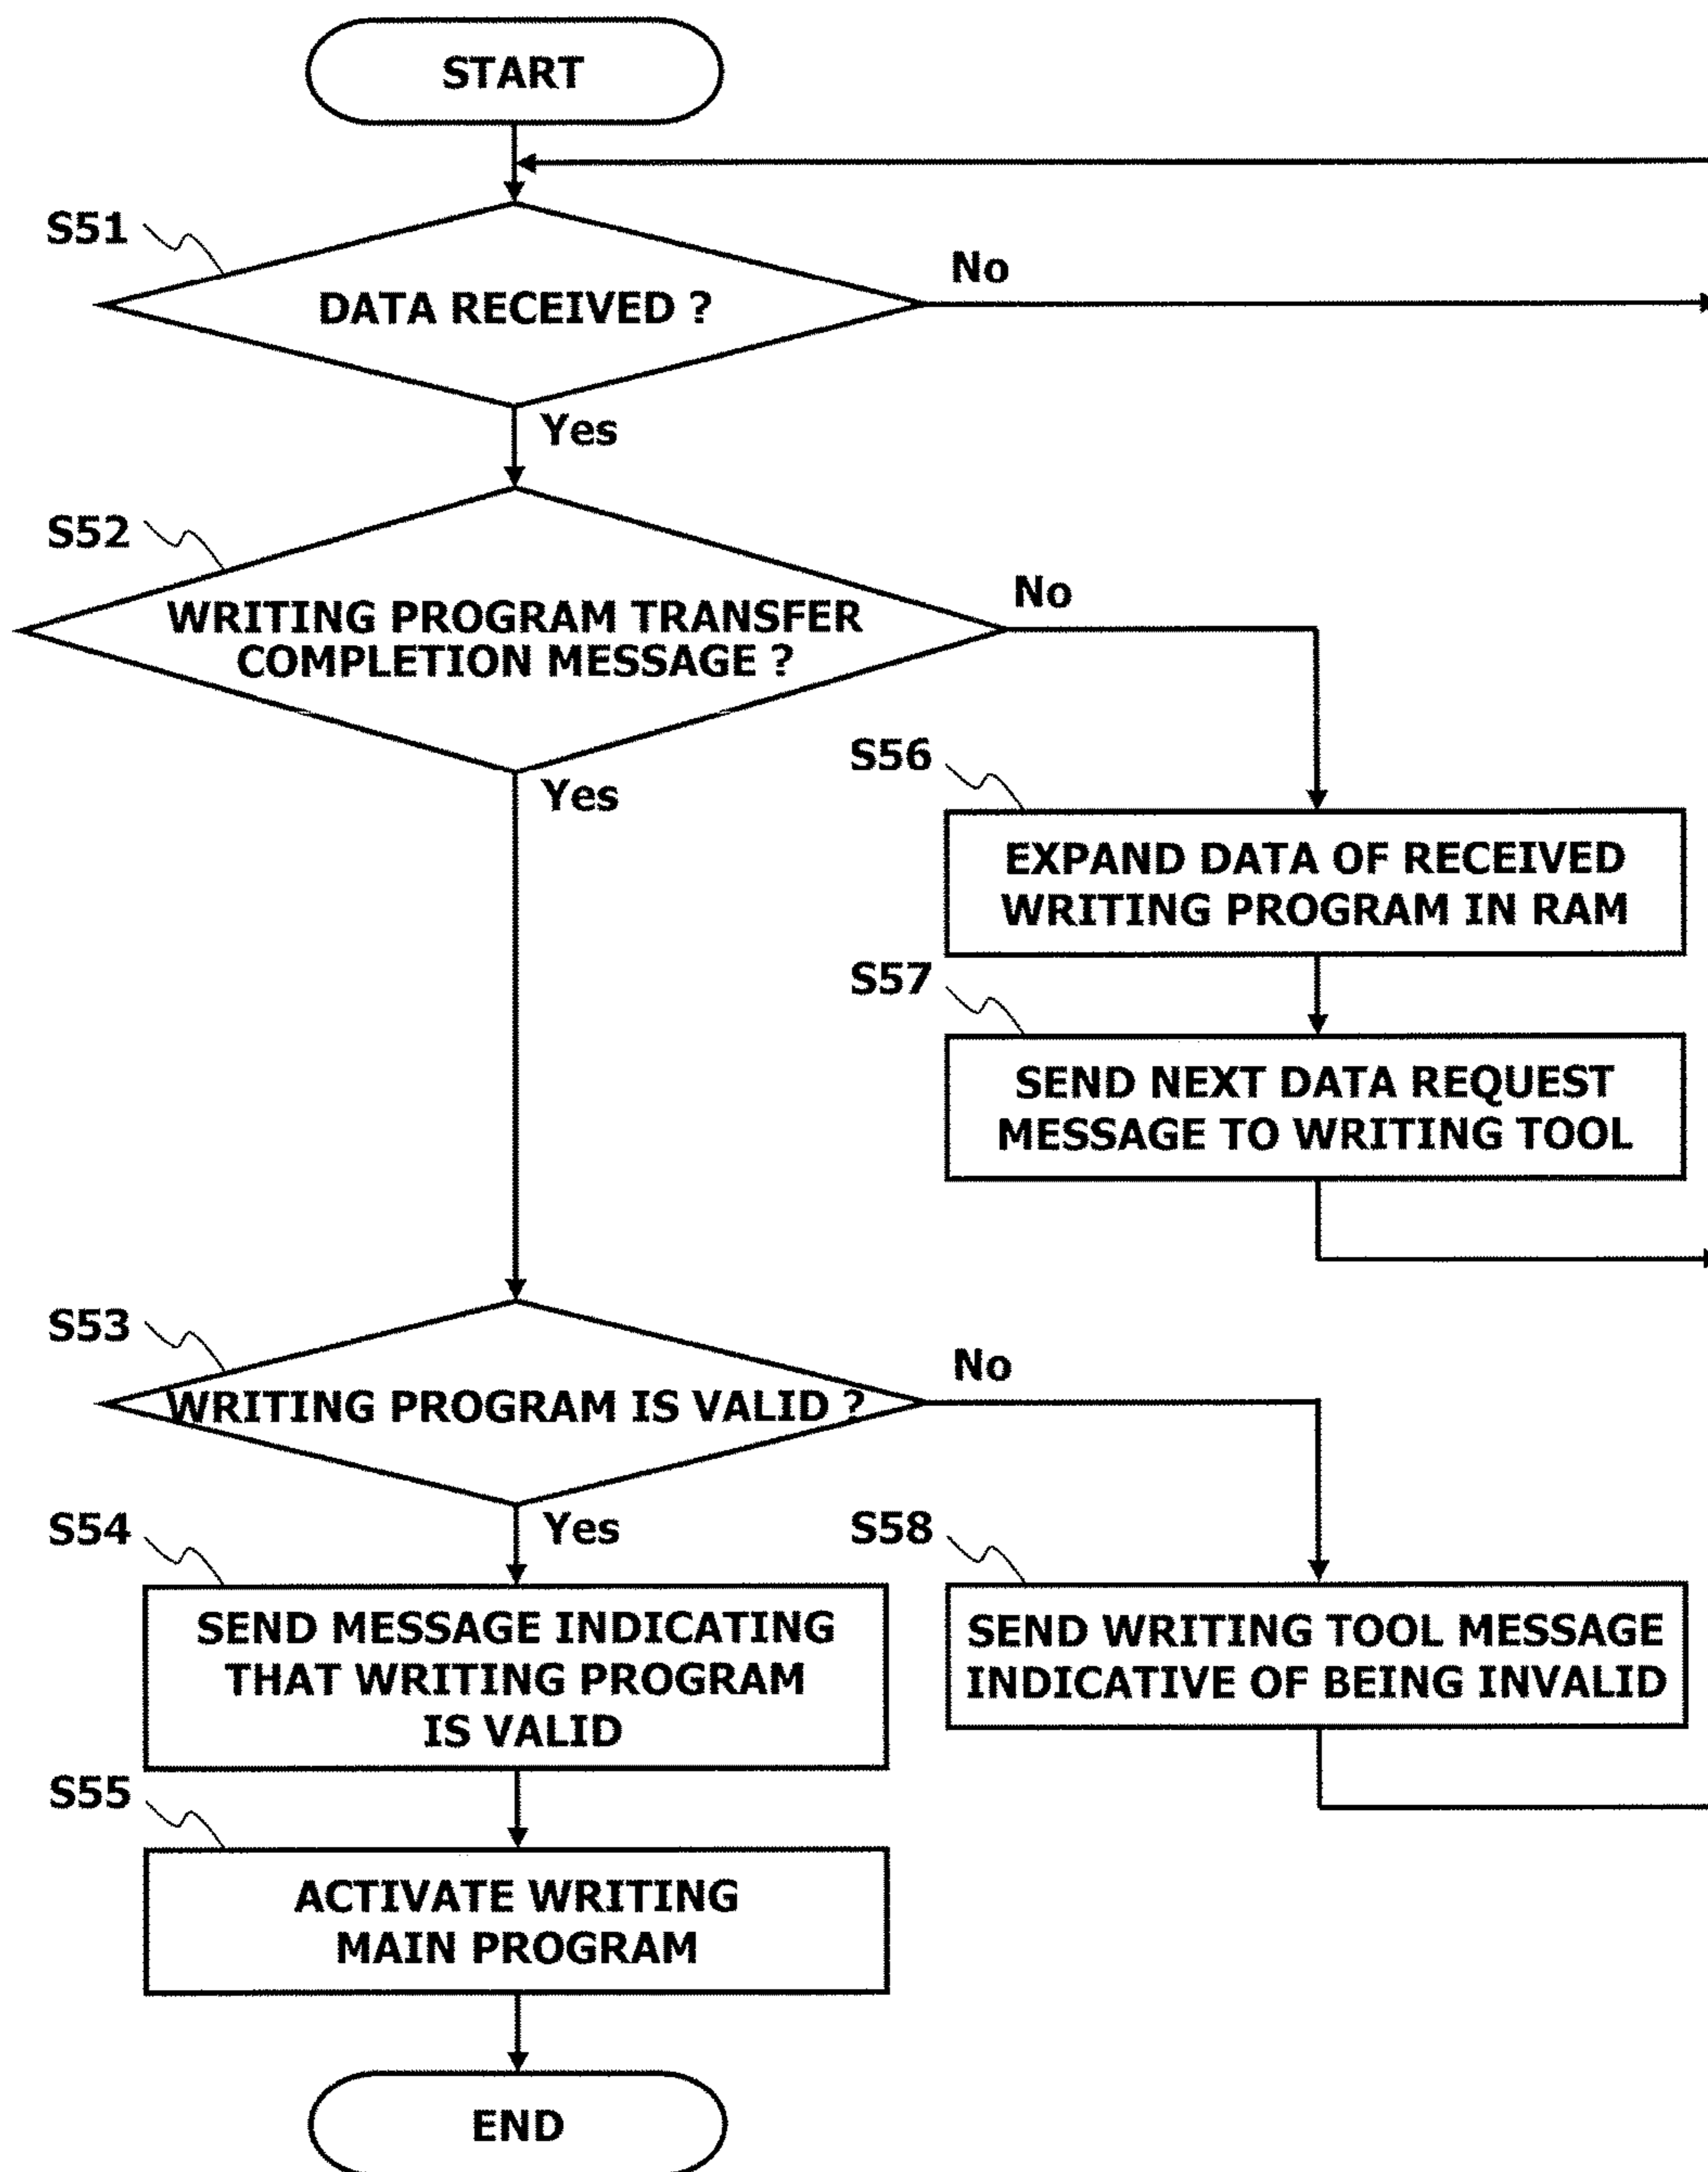 START
S51
DATA RECEIVED ?
No
Yes
S52
WRITING PROGRAM TRANSFER
COMPLETION MESSAGE ?
No
Yes
S56
EXPAND DATA OF RECEIVED
WRITING PROGRAM IN RAM
S57
SEND NEXT DATA REQUEST
MESSAGE TO WRITING TOOL
S53
WRITING PROGRAM IS VALID ?
No
Yes
S54
SEND MESSAGE INDICATING
THAT WRITING PROGRAM
IS VALID
S58
SEND WRITING TOOL MESSAGE
INDICATIVE OF BEING INVALID
S55
ACTIVATE WRITING
MAIN PROGRAM
END